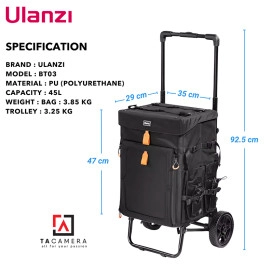 Ulanzi
SPECIFICATION
BRAND : ULANZI
MODEL : BT03
MATERIAL : PU (POLYURETHANE)
CAPACITY : 45L
WEIGHT : BAG : 3.85 KG
TROLLEY : 3.25 KG
29 cm
35 cm
92.5 cm
47 cm
TACAMERA
all for your passion